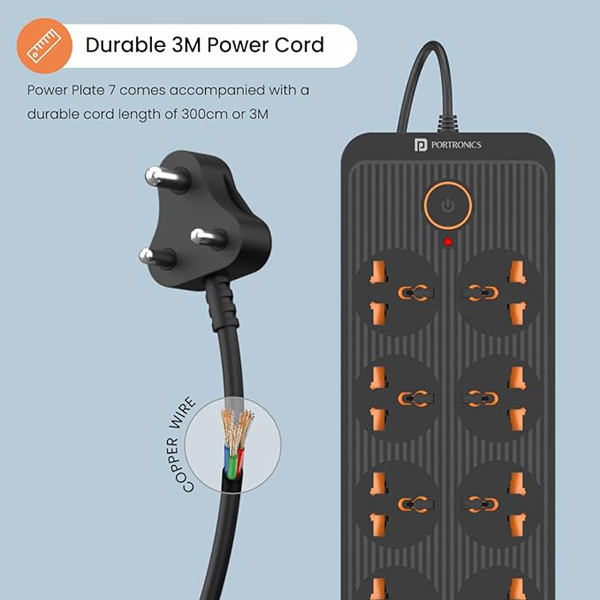 Durable 3M Power Cord
Power Plate 7 comes accompanied with a
durable cord length of 300cm or 3M
PORTRONICS
COPPER WIRE